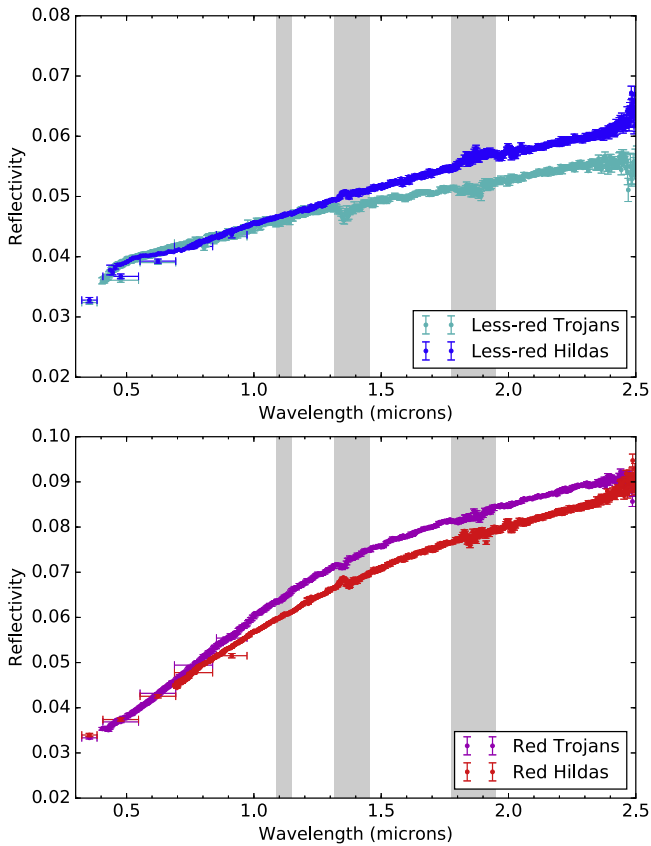 0.08
0.07
0.06
0.05
0.04
0.03
0.02
Reflectivity
Less-red Trojans
Less-red Hildas
0.5 1.0 1.5 2.0 2.5
Wavelength (microns)
0.10
0.09
0.08
0.07
0.06
0.05
0.04
0.03
0.02
Reflectivity
Red Trojans
Red Hildas
0.5 1.0 1.5 2.0 2.5
Wavelength (microns)